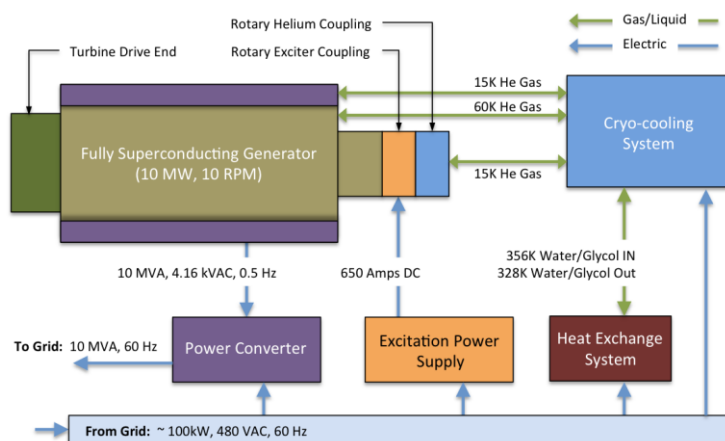 Rotary Helium Coupling
Gas/Liquid
Turbine Drive End
Rotary Exciter Coupling
Electric
15K He Gas
60K He Gas
Fully Superconducting Generator
(10 MW, 10 RPM)
Cryo-cooling
System
15K He Gas
356K Water/Glycol IN
328K Water/Glycol Out
10 MVA, 4.16 kVAC, 0.5 Hz
650 Amps DC
To Grid: 10 MVA, 60 Hz
Power Converter
Excitation Power
Supply
Heat Exchange
System
From Grid: ~ 100kW, 480 VAC, 60 Hz